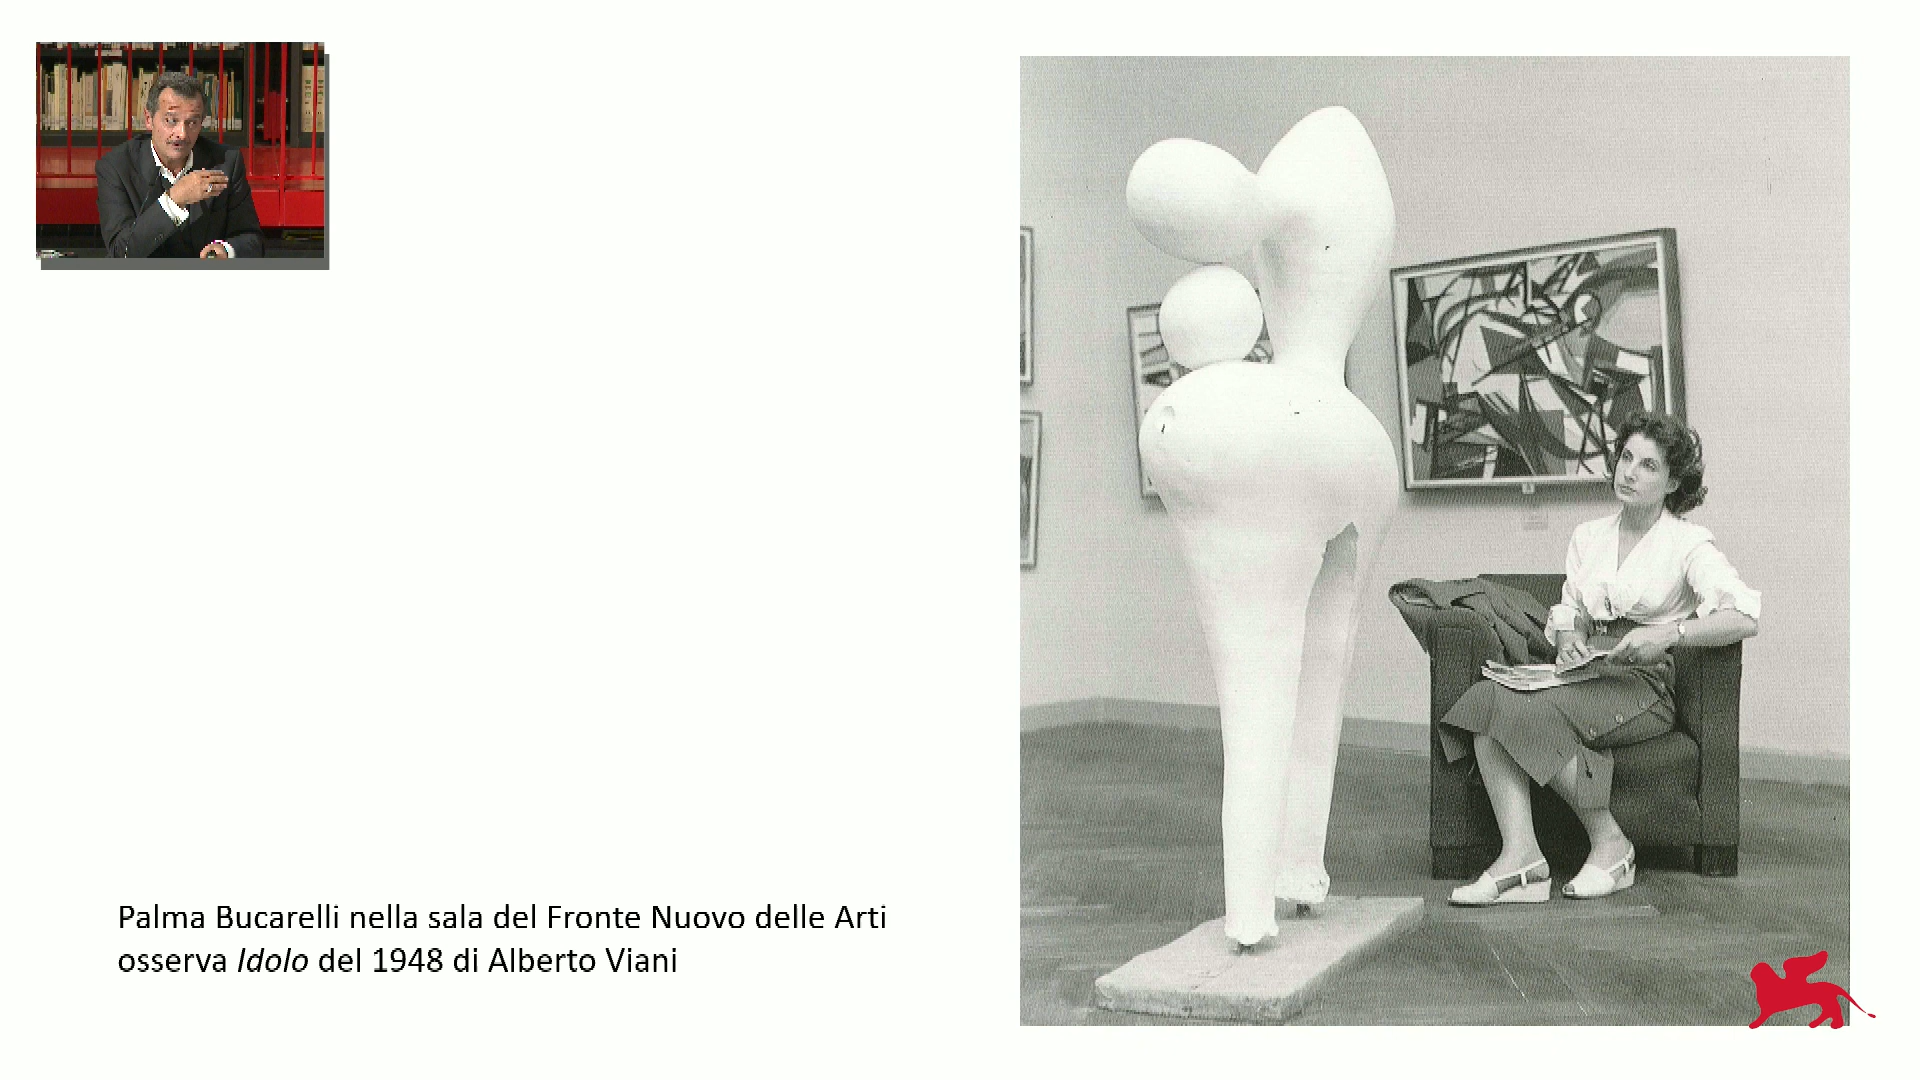 Palma Bucarelli nella sala del Fronte Nuovo delle Arti
osserva Idolo del 1948 di Alberto Viani